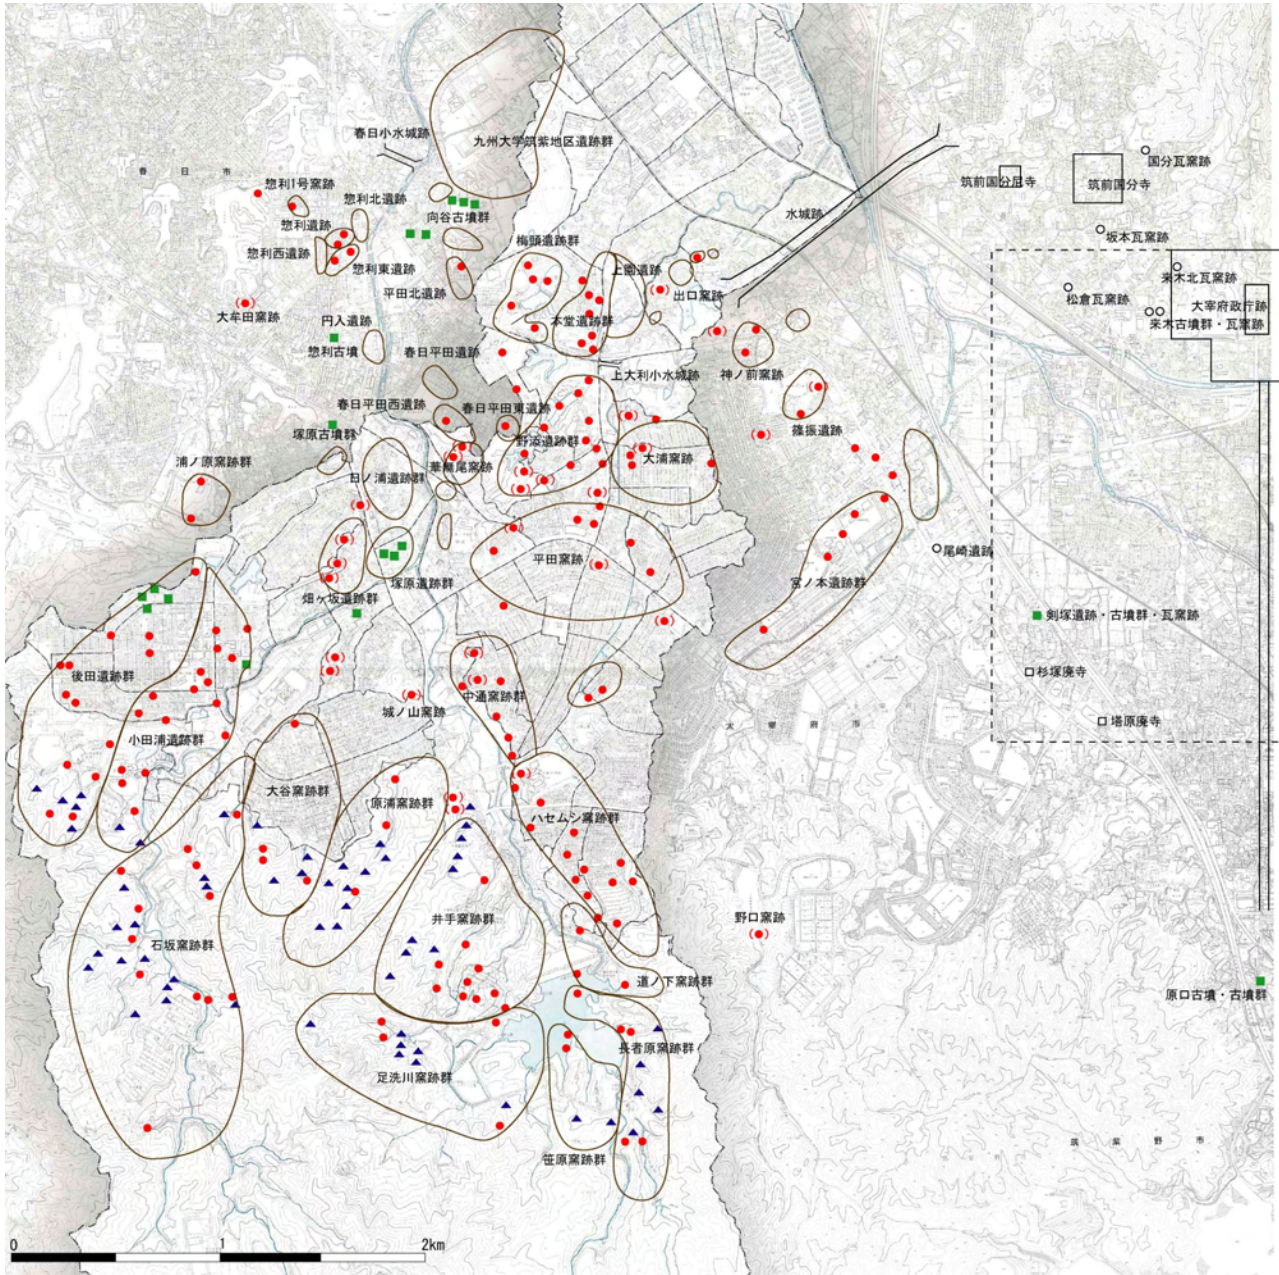 春日小水城跡
九州大学筑紫地区遺跡群
国分瓦窯跡
春日市
惣利1号窯跡
筑前国分尼寺
筑前国分寺
惣利北遺跡
向谷古墳群
水城跡
惣利遺跡
坂本瓦窯跡
梅頭遺跡群
惣利西遺跡
惣利東遺跡
上園遺跡
来木北瓦窯跡
平田北遺跡
出口窯跡
松倉瓦窯跡
大宰府政庁跡
大牟田窯跡
円入遺跡
本堂遺跡群
来木古墳群・瓦窯跡
惣利古墳
春日平田遺跡
上大利小水城跡
神ノ前窯跡
春日平田西遺跡
春日平田東遺跡
篠振遺跡
塚原古墳群
野添遺跡群
浦ノ原窯跡群
日ノ浦遺跡群
華無尾窯跡
大浦窯跡
平田窯跡
尾崎遺跡
塚原遺跡群
宮ノ本遺跡群
畑ヶ坂遺跡群
剣塚遺跡・古墳群・瓦窯跡
後田遺跡群
杉塚廃寺
中通窯跡群
城ノ山窯跡
太宰府市
塔原廃寺
小田浦遺跡群
大谷窯跡群
原浦窯跡群
ハセムシ窯跡群
井手窯跡群
野口窯跡
石坂窯跡群
道ノ下窯跡群
原口古墳・古墳群
長者原窯跡群
足洗川窯跡群
筑紫野市
笹原窯跡群
0 1 2km